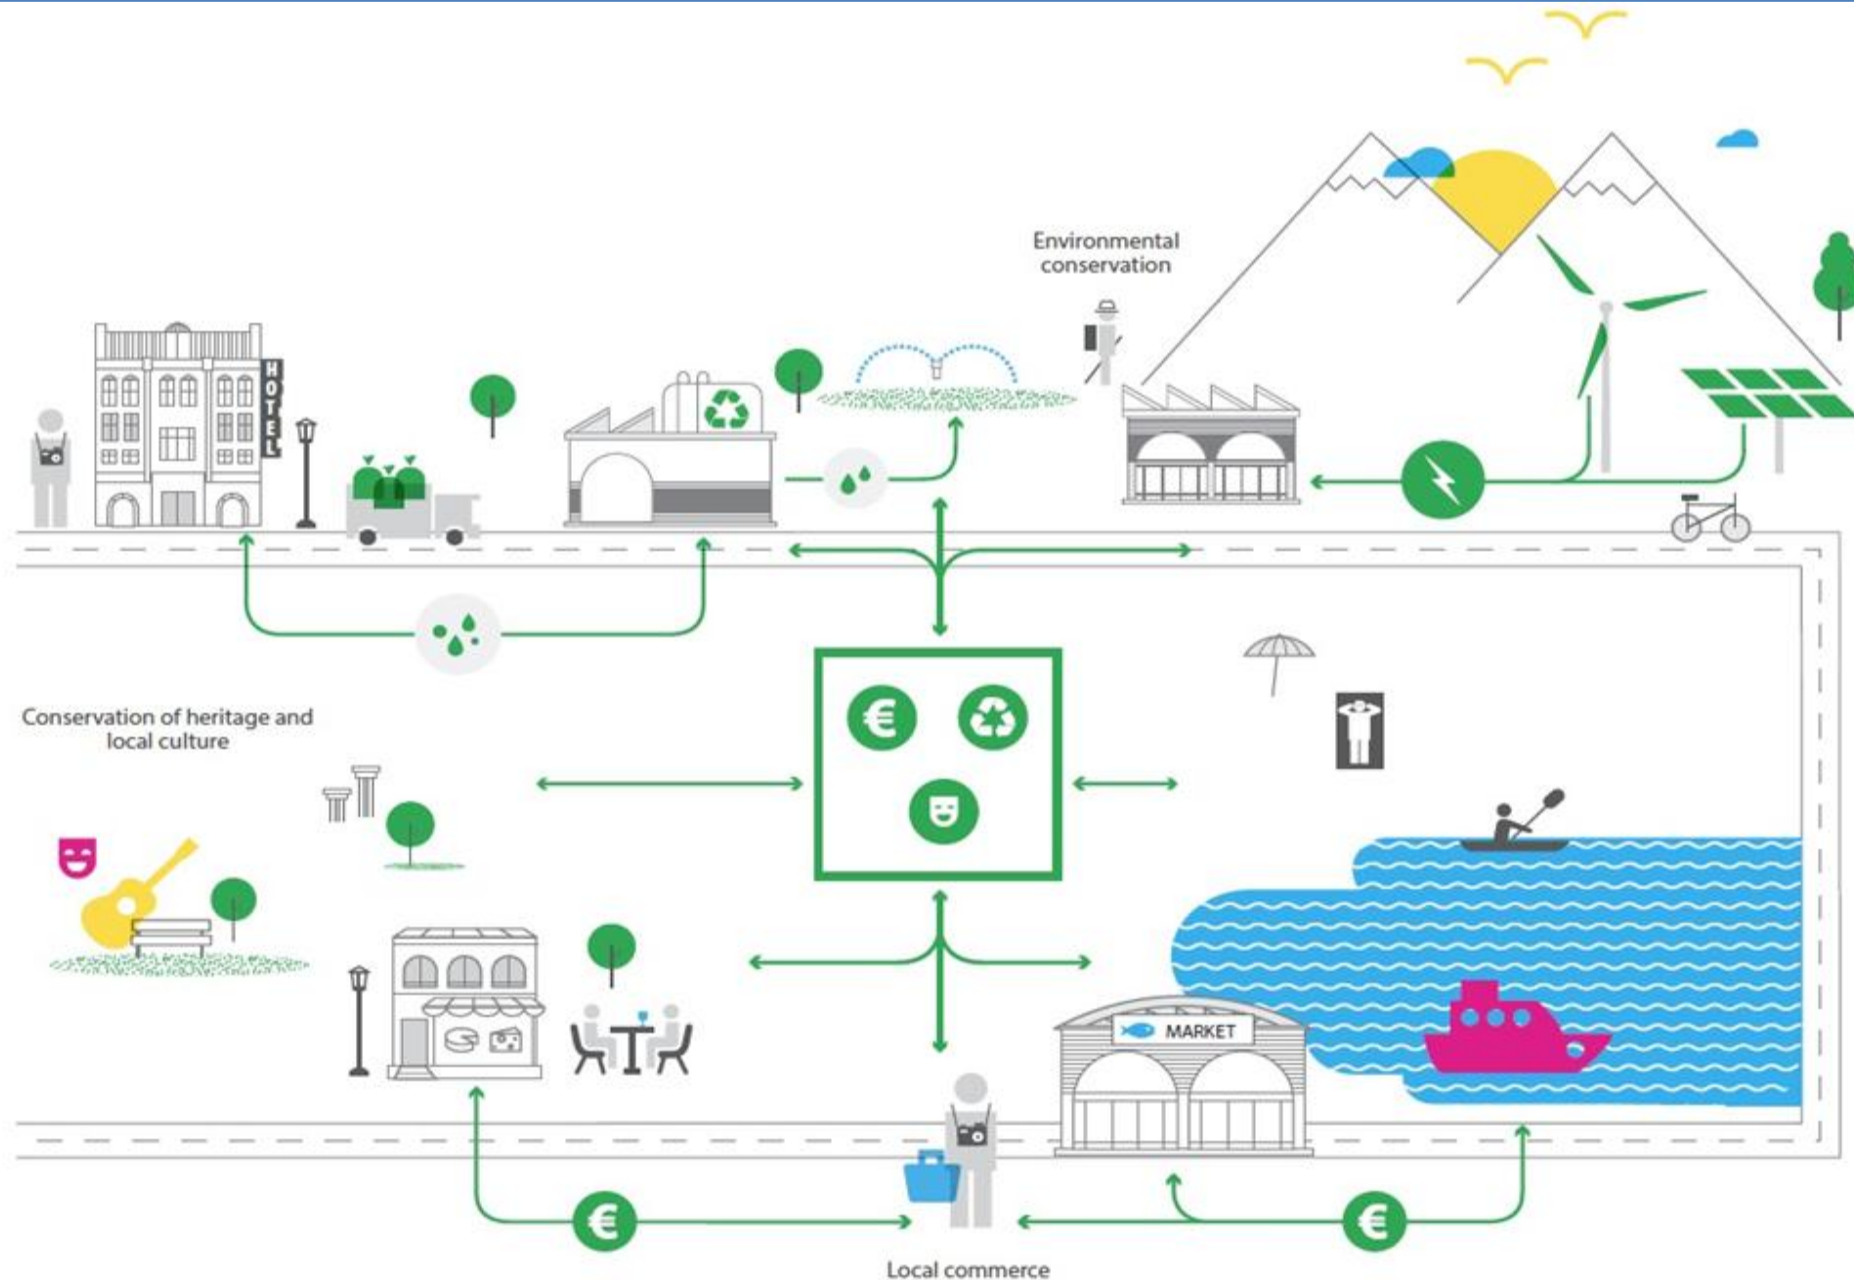 Environmental
conservation
HOTEL
Conservation of heritage and
local culture
€
MARKET
€
€
Local commerce